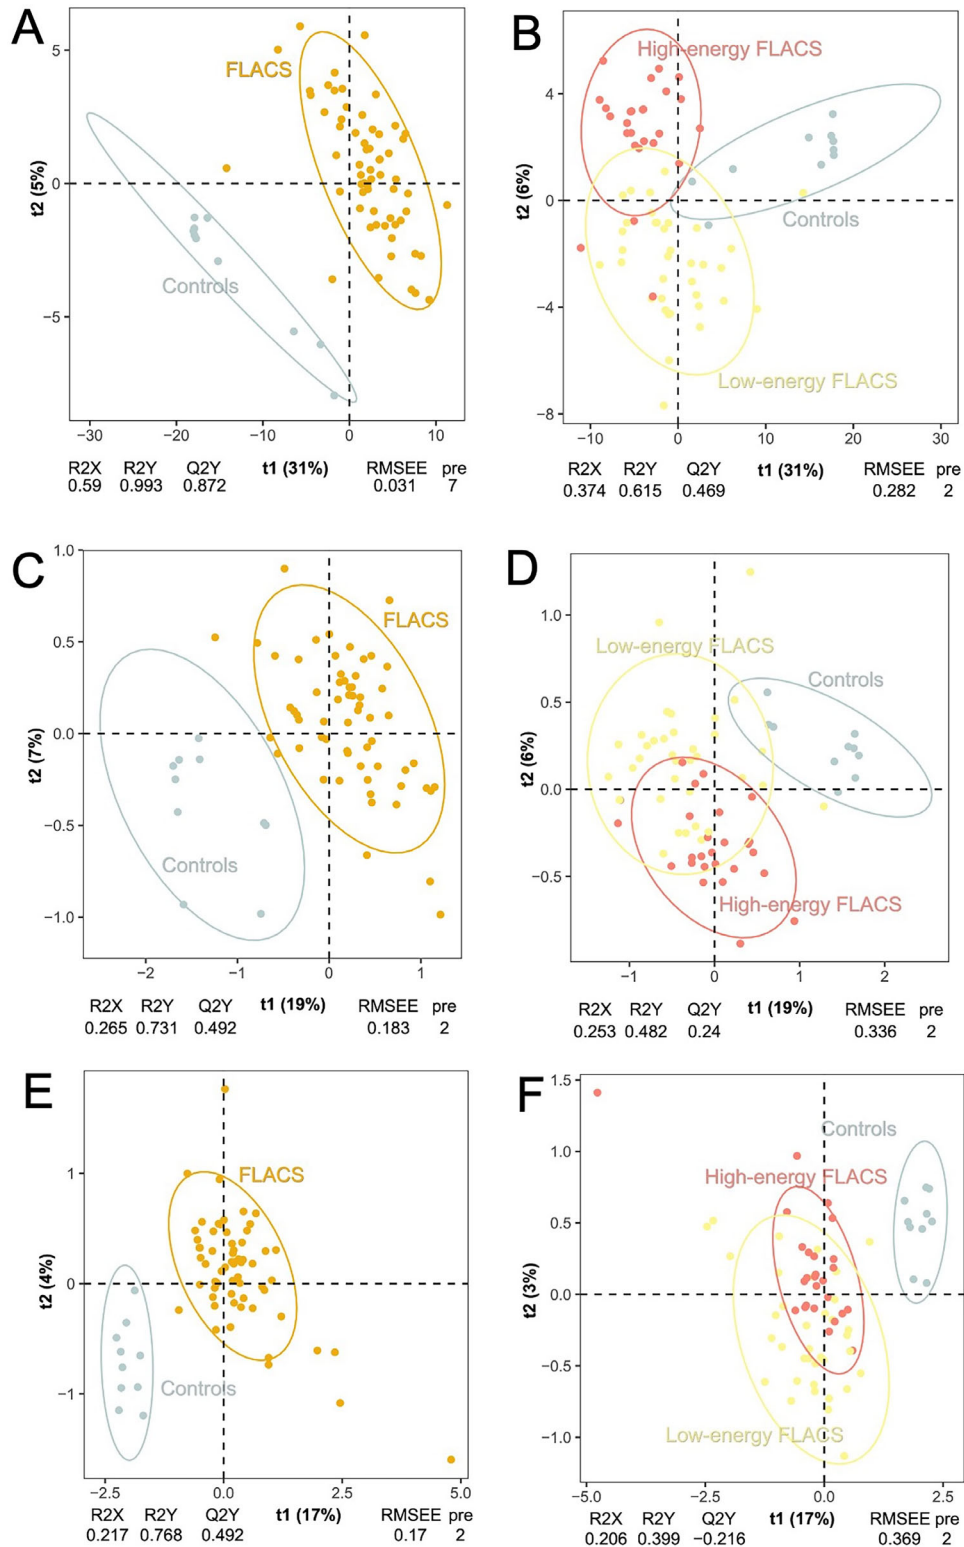 A
FLACS
Controls
t2 (5%)
5
0
−5
−30 −20 −10 0 10
R2X R2Y Q2Y t1 (31%) RMSEE pre
0.59 0.993 0.872 0.031 7
B
High-energy FLACS
Controls
Low-energy FLACS
t2 (6%)
4
0
−4
−8
−10 0 10 20 30
R2X R2Y Q2Y t1 (31%) RMSEE pre
0.374 0.615 0.469 0.282 2
C
FLACS
Controls
t2 (7%)
1.0
0.5
0.0
−0.5
−1.0
−2 −1 0 1
R2X R2Y Q2Y t1 (19%) RMSEE pre
0.265 0.731 0.492 0.183 2
D
Low-energy FLACS
Controls
High-energy FLACS
t2 (6%)
1.0
0.5
0.0
−0.5
−1 0 1 2
R2X R2Y Q2Y t1 (19%) RMSEE pre
0.253 0.482 0.24 0.336 2
E
FLACS
Controls
t2 (4%)
1
0
−1
−2.5 0.0 2.5 5.0
R2X R2Y Q2Y t1 (17%) RMSEE pre
0.217 0.768 0.492 0.17 2
F
Controls
High-energy FLACS
Low-energy FLACS
t2 (3%)
1.5
1.0
0.5
0.0
−0.5
−1.0
−5.0 −2.5 0.0 2.5
R2X R2Y Q2Y t1 (17%) RMSEE pre
0.206 0.399 −0.216 0.369 2